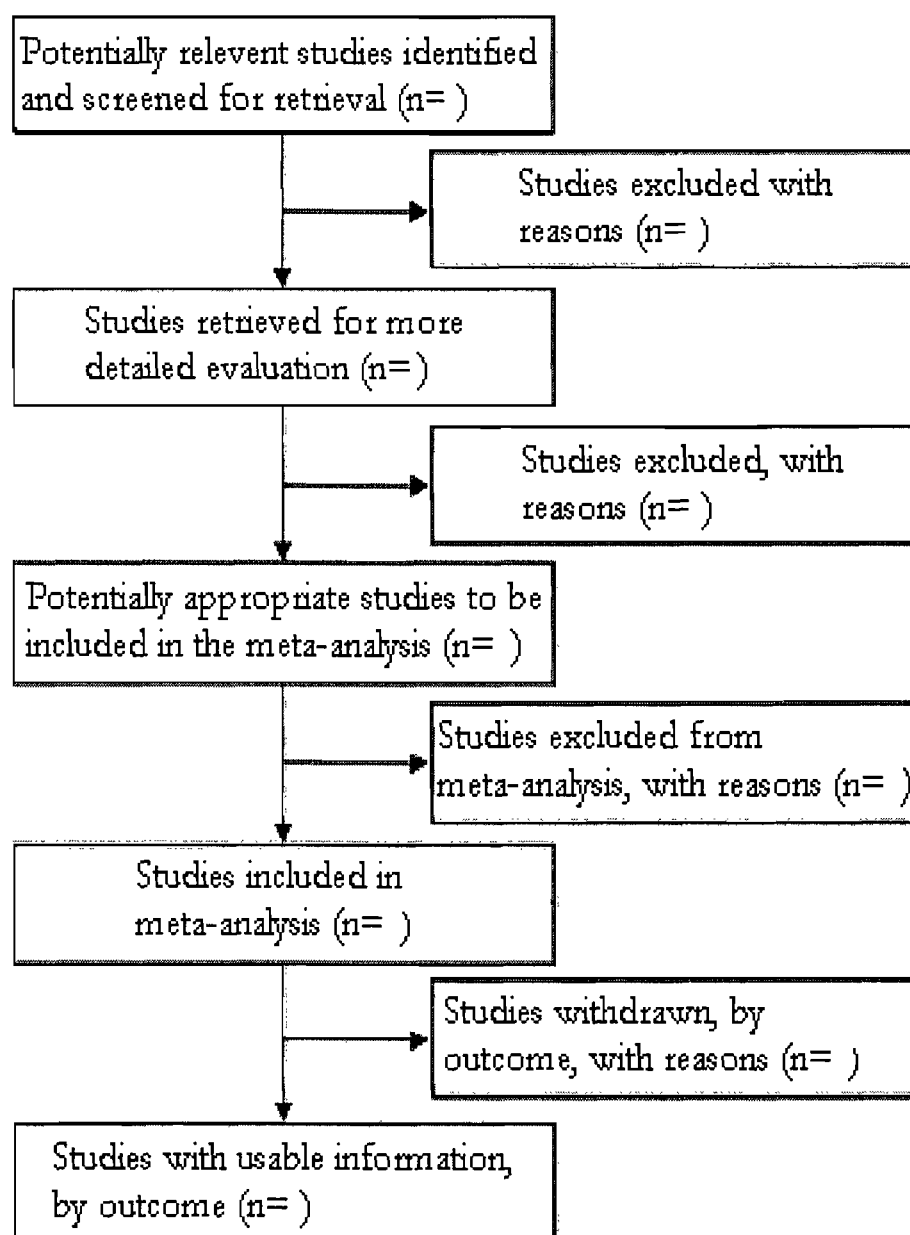 Potentially relevent studies identified
and screened for retrieval (n= )
Studies excluded with
reasons (n= )
Studies retrieved for more
detailed evaluation (n= )
Studies excluded, with
reasons (n= )
Potentially appropriate studies to be
included in the meta-analysis (n= )
Studies excluded from
meta-analysis, with reasons (n= )
Studies included in
meta-analysis (n= )
Studies withdrawn, by
outcome, with reasons (n= )
Studies with usable information,
by outcome (n= )